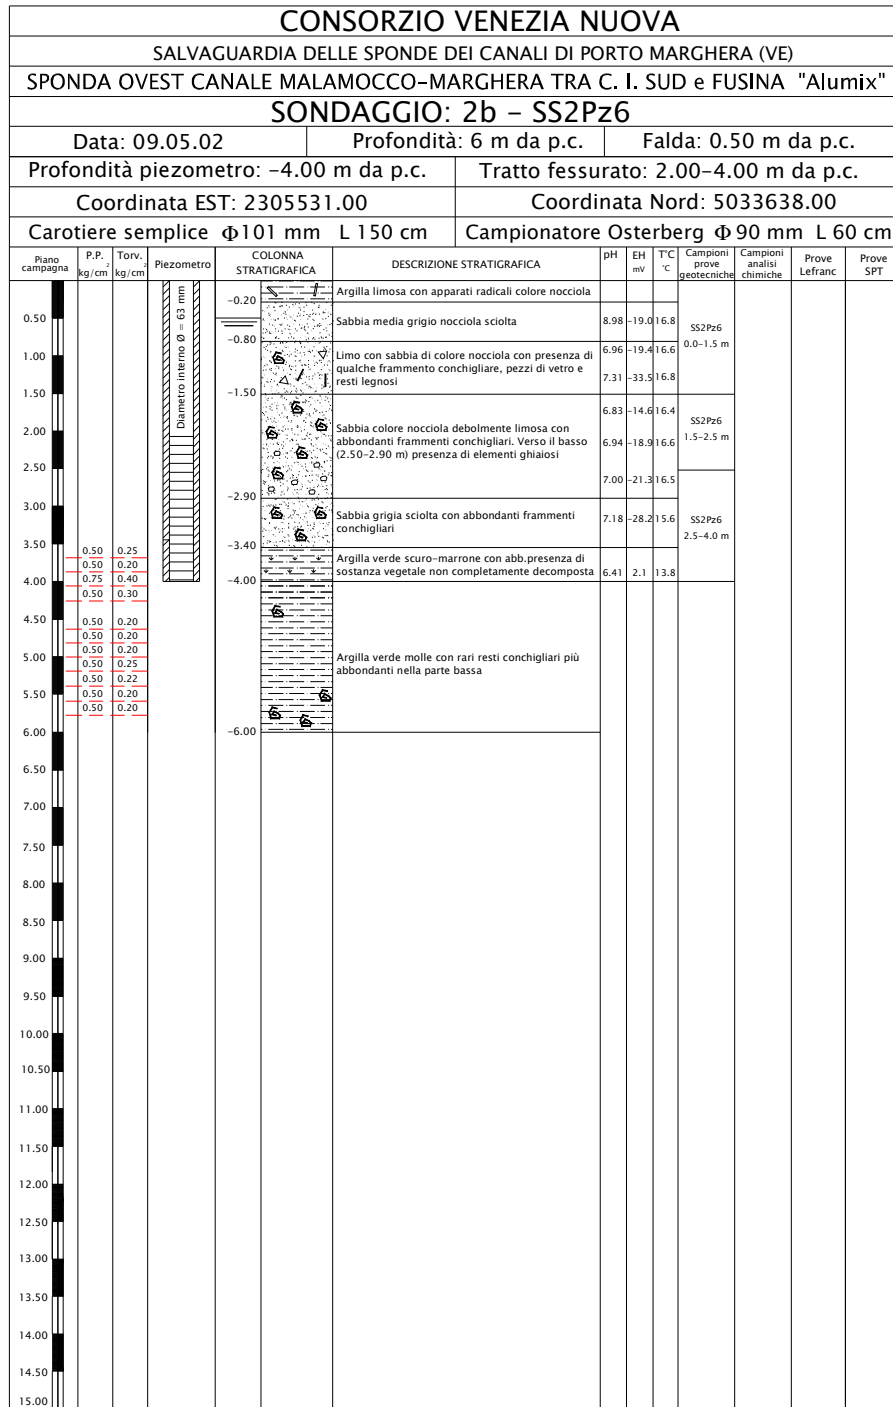 CONSORZIO VENEZIA NUOVA
SALVAGUARDIA DELLE SPONDE DEI CANALI DI PORTO MARGHERA (VE)
SPONDA OVEST CANALE MALAMOCCO-MARGHERA TRA C. I. SUD e FUSINA "Alumix"
SONDAGGIO: 2b - SS2Pz6
Data: 09.05.02 Profondità: 6 m da p.c. Falda: 0.50 m da p.c.
Profondità piezometro: -4.00 m da p.c. Tratto fessurato: 2.00-4.00 m da p.c.
Coordinata EST: 2305531.00 Coordinata Nord: 5033638.00
Carotiere semplice Φ101 mm L 150 cm Campionatore Osterberg Φ 90 mm L 60 cm
Piano campagna
P.P. kg/cm²
Torv. kg/cm²
Piezometro
COLONNA STRATIGRAFICA
DESCRIZIONE STRATIGRAFICA
pH
EH mV
T°C °C
Campioni prove geotecniche
Campioni analisi chimiche
Prove Lefranc
Prove SPT
Diametro interno Ø = 63 mm
Argilla limosa con apparati radicali colore nocciola
-0.20
0.50
Sabbia media grigio nocciola sciolta
8.98 -19.0 16.8
-0.80
SS2Pz6
0.0-1.5 m
1.00
Limo con sabbia di colore nocciola con presenza di
qualche frammento conchigliare, pezzi di vetro e
resti legnosi
6.96 -19.4 16.6
7.31 -33.5 16.8
1.50
-1.50
6.83 -14.6 16.4
2.00
Sabbia colore nocciola debolmente limosa con
abbondanti frammenti conchigliari. Verso il basso
(2.50-2.90 m) presenza di elementi ghiaiosi
6.94 -18.9 16.6
SS2Pz6
1.5-2.5 m
2.50
7.00 -21.3 16.5
-2.90
3.00
Sabbia grigia sciolta con abbondanti frammenti
conchigliari
7.18 -28.2 15.6
SS2Pz6
2.5-4.0 m
3.50
-3.40
0.50 0.25
0.50 0.20
Argilla verde scuro-marrone con abb.presenza di
sostanza vegetale non completamente decomposta
6.41 2.1 13.8
4.00
0.75 0.40
-4.00
0.50 0.30
4.50
0.50 0.20
0.50 0.20
0.50 0.20
5.00
0.50 0.25
Argilla verde molle con rari resti conchigliari più
abbondanti nella parte bassa
0.50 0.22
5.50
0.50 0.20
0.50 0.20
6.00
-6.00
6.50
7.00
7.50
8.00
8.50
9.00
9.50
10.00
10.50
11.00
11.50
12.00
12.50
13.00
13.50
14.00
14.50
15.00